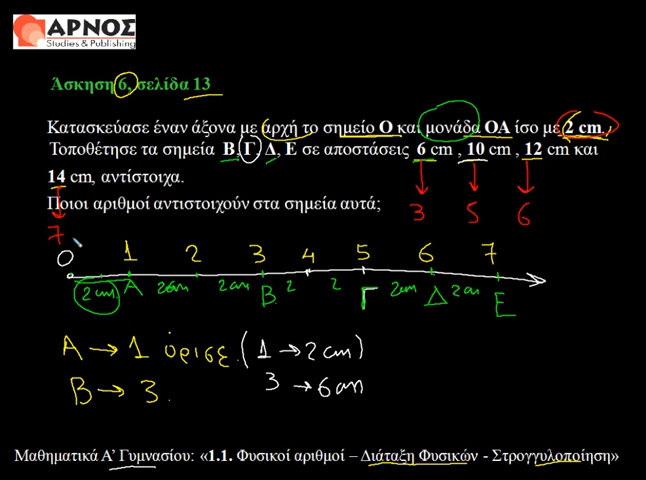 ΑΡΝΟΣ
Studies & Publishing
Άσκηση 6, σελίδα 13
Κατασκεύασε έναν άξονα με αρχή το σημείο Ο και μονάδα ΟΑ ίσο με 2 cm.
Τοποθέτησε τα σημεία Β, Γ, Δ, Ε σε αποστάσεις 6 cm , 10 cm , 12 cm και
14 cm, αντίστοιχα.
Ποιοι αριθμοί αντιστοιχούν στα σημεία αυτά;
3 5 6
7
0 1 2 3 4 5 6 7
2cm Α 2cm 2cm Β 2 2 Γ 2cm Δ 2cm Ε
Α → 1 όρισε (1 → 2cm)
Β → 3. 3 → 6cm
Μαθηματικά Α' Γυμνασίου: «1.1. Φυσικοί αριθμοί – Διάταξη Φυσικών - Στρογγυλοποίηση»